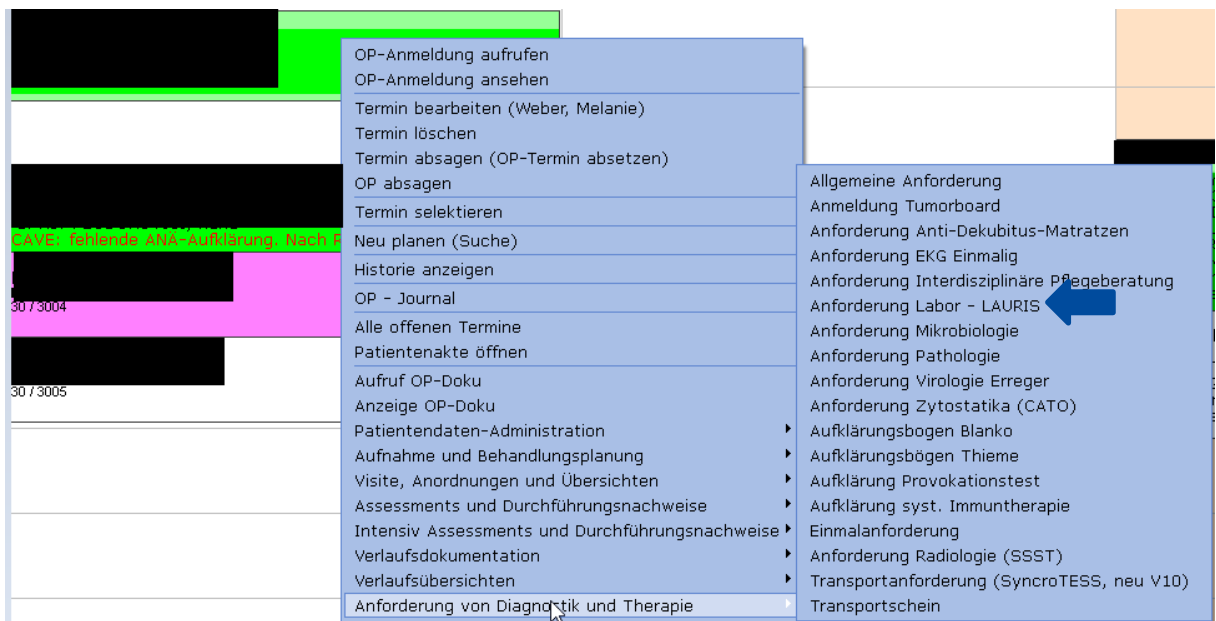 OP-Anmeldung aufrufen
OP-Anmeldung ansehen
Termin bearbeiten (Weber, Melanie)
Termin löschen
Termin absagen (OP-Termin absetzen)
OP absagen
Termin selektieren
Neu planen (Suche)
Historie anzeigen
OP - Journal
Alle offenen Termine
Patientenakte öffnen
Aufruf OP-Doku
Anzeige OP-Doku
Patientendaten-Administration
Aufnahme und Behandlungsplanung
Visite, Anordnungen und Übersichten
Assessments und Durchführungsnachweise
Intensiv Assessments und Durchführungsnachweise
Verlaufsdokumentation
Verlaufsübersichten
Anforderung von Diagnostik und Therapie
Allgemeine Anforderung
Anmeldung Tumorboard
Anforderung Anti-Dekubitus-Matratzen
Anforderung EKG Einmalig
Anforderung Interdisziplinäre Pflegeberatung
Anforderung Labor - LAURIS
Anforderung Mikrobiologie
Anforderung Pathologie
Anforderung Virologie Erreger
Anforderung Zytostatika (CATO)
Aufklärungsbogen Blanko
Aufklärungsbögen Thieme
Aufklärung Provokationstest
Aufklärung syst. Immuntherapie
Einmalanforderung
Anforderung Radiologie (SSST)
Transportanforderung (SyncroTESS, neu V10)
Transportschein
CAVE: fehlende ANÄ-Aufklärung. Nach
30 / 3004
30 / 3005